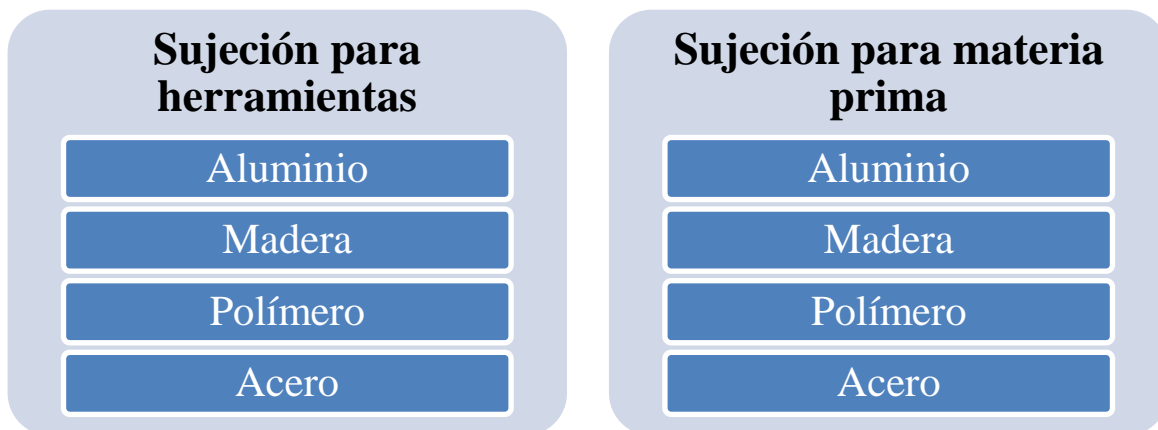 Sujeción para
herramientas
Aluminio
Madera
Polímero
Acero
Sujeción para materia
prima
Aluminio
Madera
Polímero
Acero